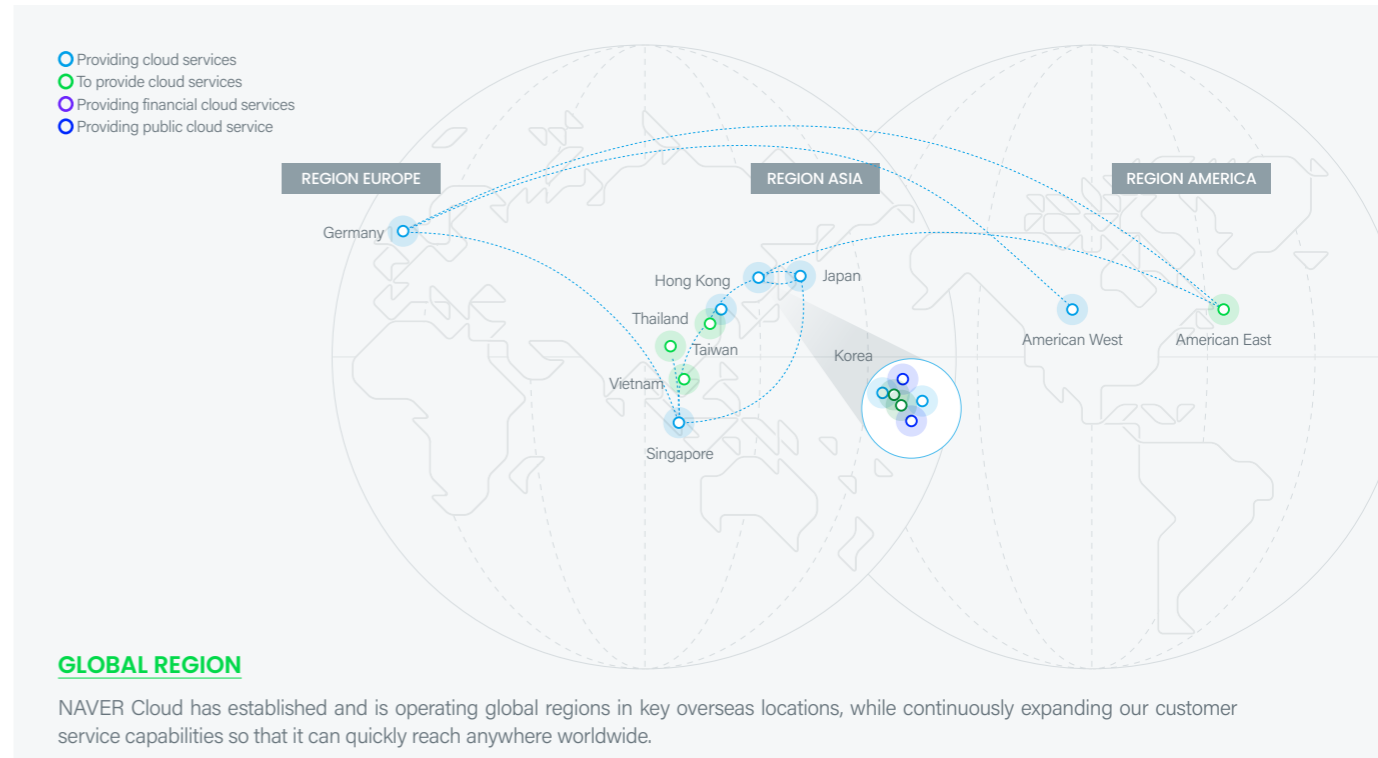 Providing cloud services
To provide cloud services
Providing financial cloud services
Providing public cloud service
REGION EUROPE
REGION ASIA
REGION AMERICA
Germany
Hong Kong
Japan
Thailand
Taiwan
Vietnam
Singapore
Korea
American West
American East
GLOBAL REGION
NAVER Cloud has established and is operating global regions in key overseas locations, while continuously expanding our customer
service capabilities so that it can quickly reach anywhere worldwide.